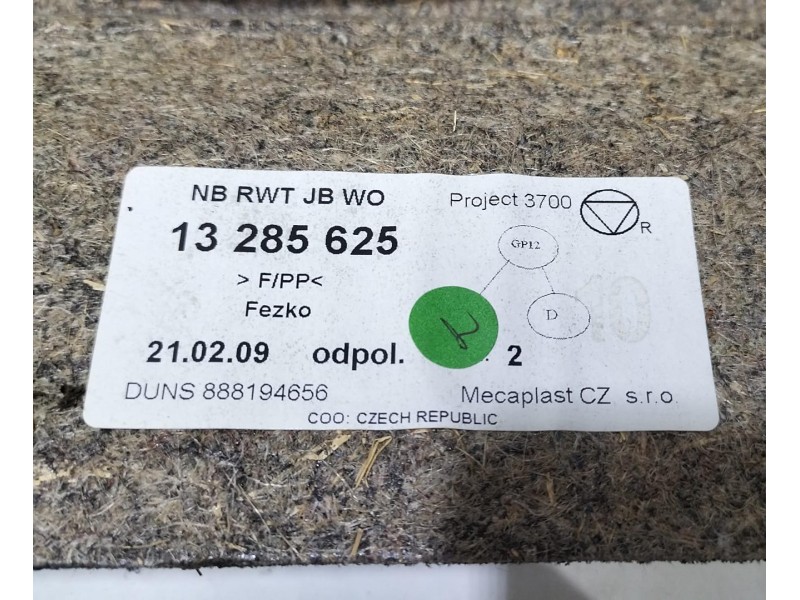 NB RWT JB WO
Project 3700
R
13 285 625
GP12
> F/PP<
Fezko
D
21.02.09 odpol. 2
DUNS 888194656
Mecaplast CZ s.r.o.
COO: CZECH REPUBLIC